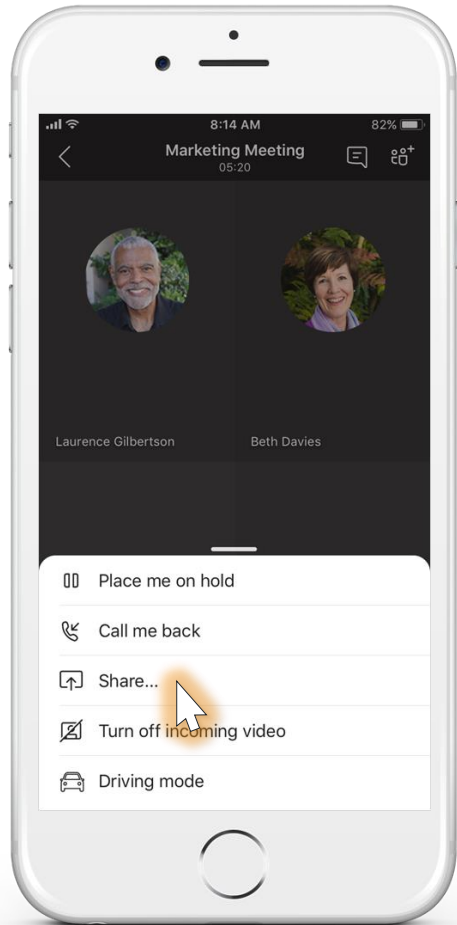 8:14 AM
82%
Marketing Meeting
05:20
Laurence Gilbertson
Beth Davies
Place me on hold
Call me back
Share...
Turn off incoming video
Driving mode